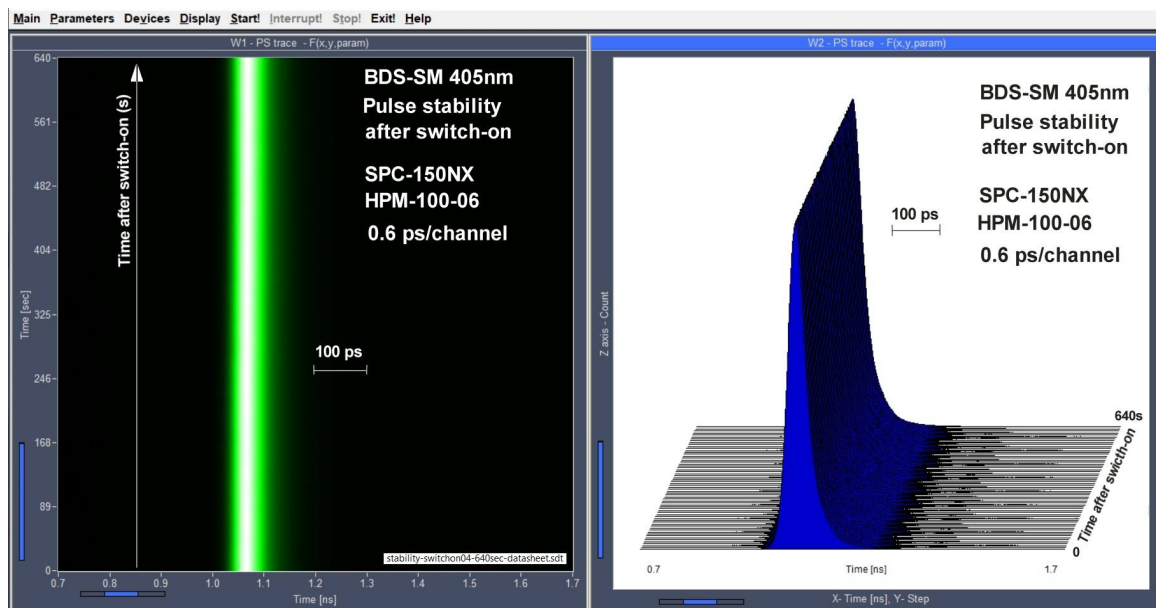 Main Parameters Devices Display Start! Interrupt! Stop! Exit! Help
W1 - PS trace - F(x,y,param)
640-
561-
482-
404-
325-
246-
168-
89-
0-
Time [sec]
Time after switch-on (s)
BDS-SM 405nm
Pulse stability
after switch-on
SPC-150NX
HPM-100-06
0.6 ps/channel
100 ps
stability-switchon04-640sec-datasheet.sdt
0.7 0.8 0.9 1.0 1.1 1.2 1.3 1.4 1.5 1.6 1.7
Time [ns]
W2 - PS trace - F(x,y,param)
Z axis - Count
BDS-SM 405nm
Pulse stability
after switch-on
SPC-150NX
HPM-100-06
0.6 ps/channel
100 ps
640s
Time after swicth-on
0
0.7 Time [ns] 1.7
X- Time [ns], Y- Step